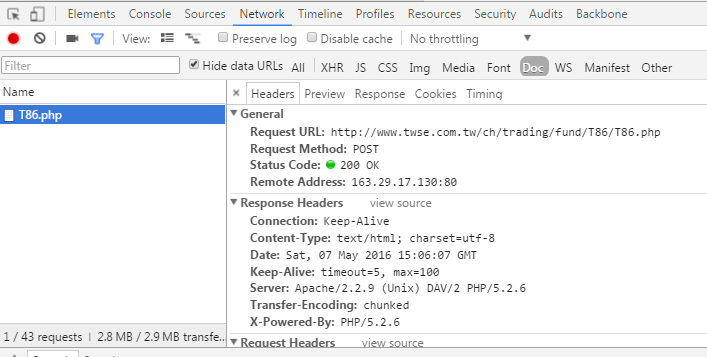 Elements Console Sources Network Timeline Profiles Resources Security Audits Backbone
View: Preserve log Disable cache No throttling
Filter Hide data URLs All XHR JS CSS Img Media Font Doc WS Manifest Other
Name
T86.php
× Headers Preview Response Cookies Timing
General
Request URL: http://www.twse.com.tw/ch/trading/fund/T86/T86.php
Request Method: POST
Status Code: 200 OK
Remote Address: 163.29.17.130:80
Response Headers view source
Connection: Keep-Alive
Content-Type: text/html; charset=utf-8
Date: Sat, 07 May 2016 15:06:07 GMT
Keep-Alive: timeout=5, max=100
Server: Apache/2.2.9 (Unix) DAV/2 PHP/5.2.6
Transfer-Encoding: chunked
X-Powered-By: PHP/5.2.6
Request Headers view source
1 / 43 requests | 2.8 MB / 2.9 MB transfe...